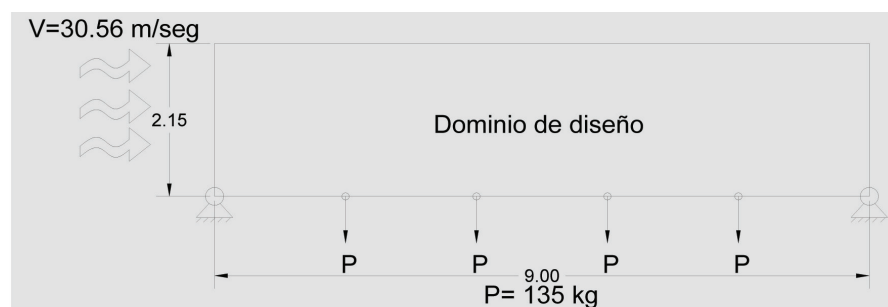 V=30.56 m/seg
2.15
Dominio de diseño
P P P P
9.00
P= 135 kg